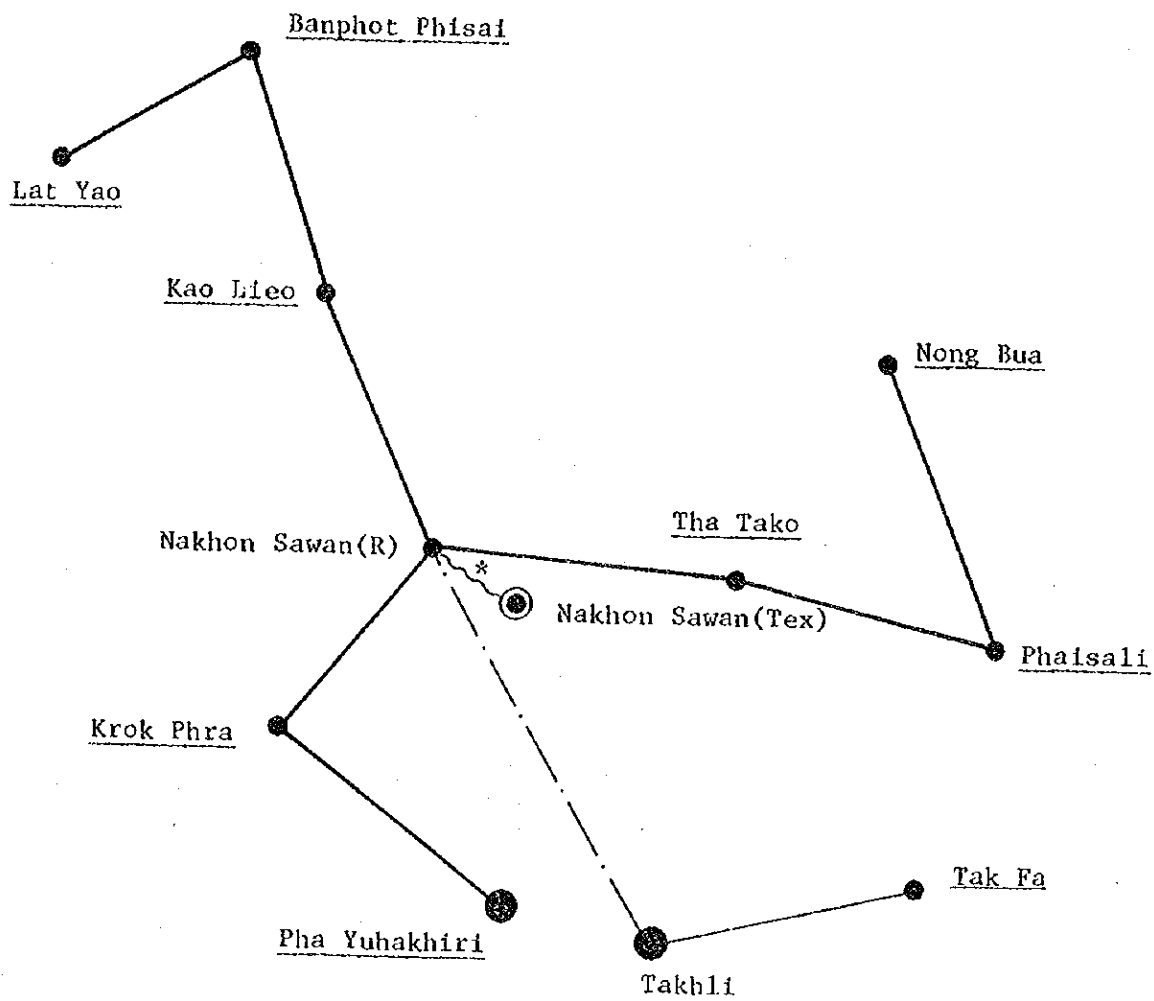 Banphot Phisai
Lat Yao
Kao Lieo
Nong Bua
Tha Tako
Nakhon Sawan(R)
*
Nakhon Sawan(Tex)
Phaisali
Krok Phra
Tak Fa
Pha Yuhakhiri
Takhli